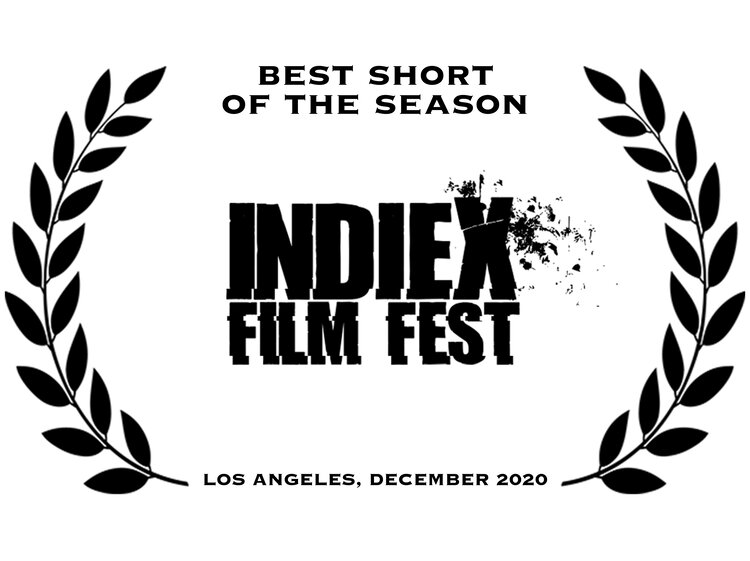 BEST SHORT
OF THE SEASON
INDIEX
FILM FEST
LOS ANGELES, DECEMBER 2020